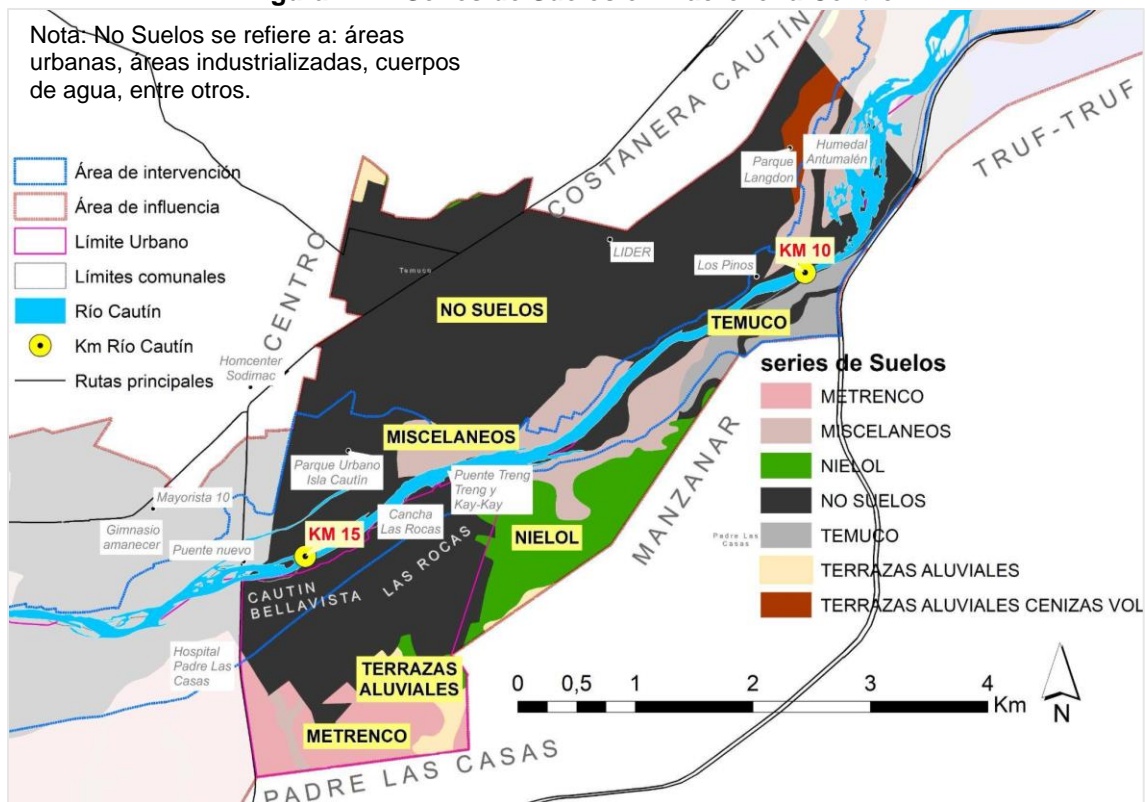 Nota: No Suelos se refiere a: áreas
urbanas, áreas industrializadas, cuerpos
de agua, entre otros.
Área de intervención
Área de influencia
Límite Urbano
Límites comunales
Río Cautín
Km Río Cautín
Rutas principales
COSTANERA CAUTÍN
TRUF-TRUF
CENTRO
Parque
Langdon
Humedal
Antumalén
LIDER
Los Pinos
KM 10
Temuco
NO SUELOS
TEMUCO
Homcenter
Sodimac
MISCELANEOS
Parque Urbano
Isla Cautín
Puente Treng
Treng y
Kay-Kay
Mayorista 10
Gimnasio
amanecer
Puente nuevo
KM 15
Cancha
Las Rocas
NIELOL
MANZANAR
Padre Las
Casas
CAUTIN
BELLAVISTA
LAS ROCAS
Hospital
Padre Las
Casas
TERRAZAS
ALUVIALES
METRENCO
PADRE LAS CASAS
series de Suelos
METRENCO
MISCELANEOS
NIELOL
NO SUELOS
TEMUCO
TERRAZAS ALUVIALES
TERRAZAS ALUVIALES CENIZAS VOL
0 0,5 1 2 3 4
Km
N